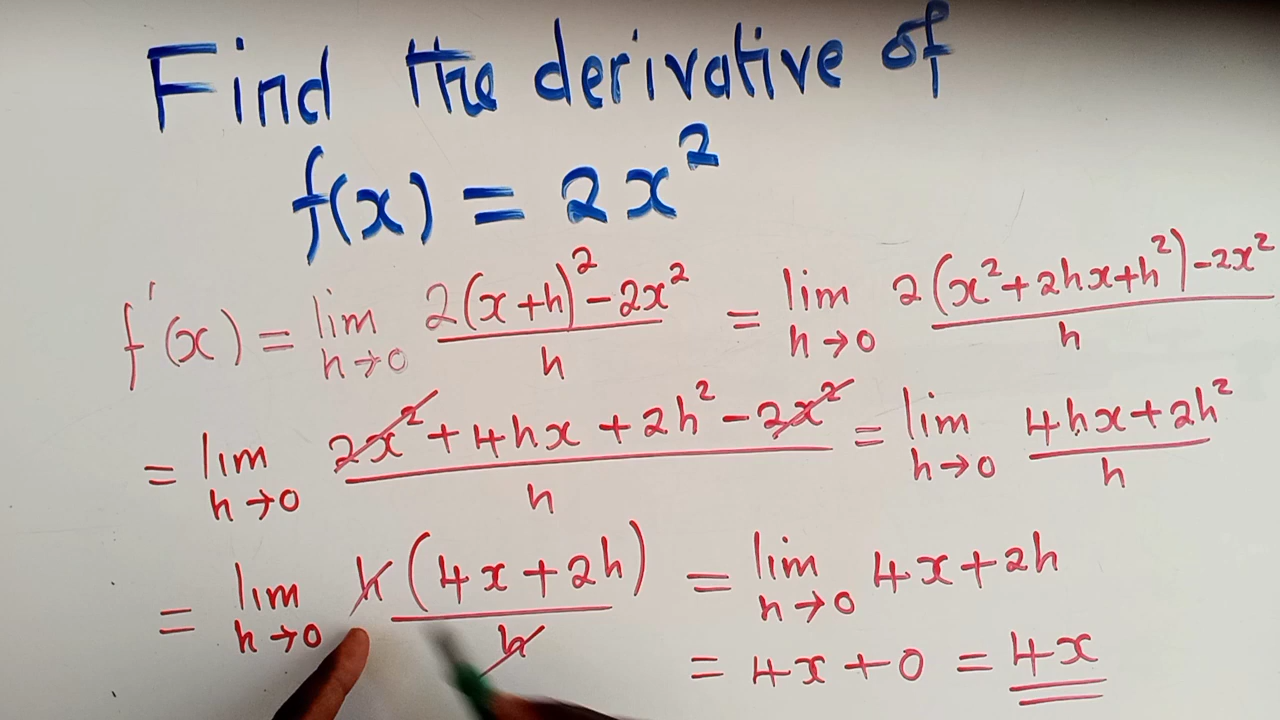 Find the derivative of
f(x) = 2x²
f'(x) = lim h→0 (2(x+h)² - 2x²)/h = lim h→0 (2(x² + 2hx + h²) - 2x²)/h
= lim h→0 (2x² + 4hx + 2h² - 2x²)/h = lim h→0 (4hx + 2h²)/h
= lim h→0 h(4x + 2h)/h = lim h→0 4x + 2h
= 4x + 0 = 4x